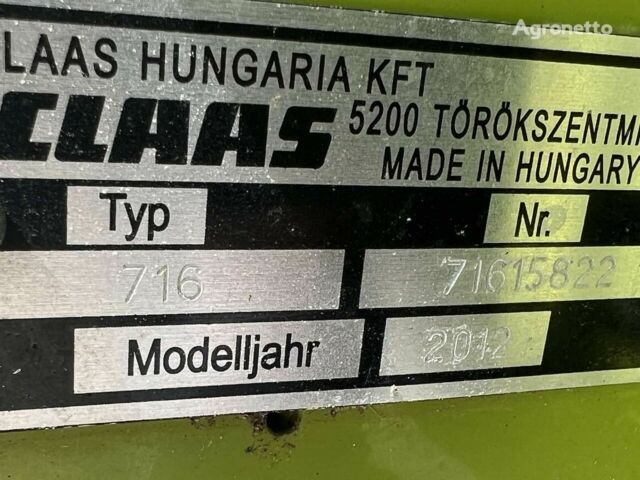 Agronetto
LAAS HUNGARIA KFT
CLAAS 5200 TÖRÖKSZENTMI
MADE IN HUNGARY
Typ Nr.
716 71615822
Modelljahr 2012